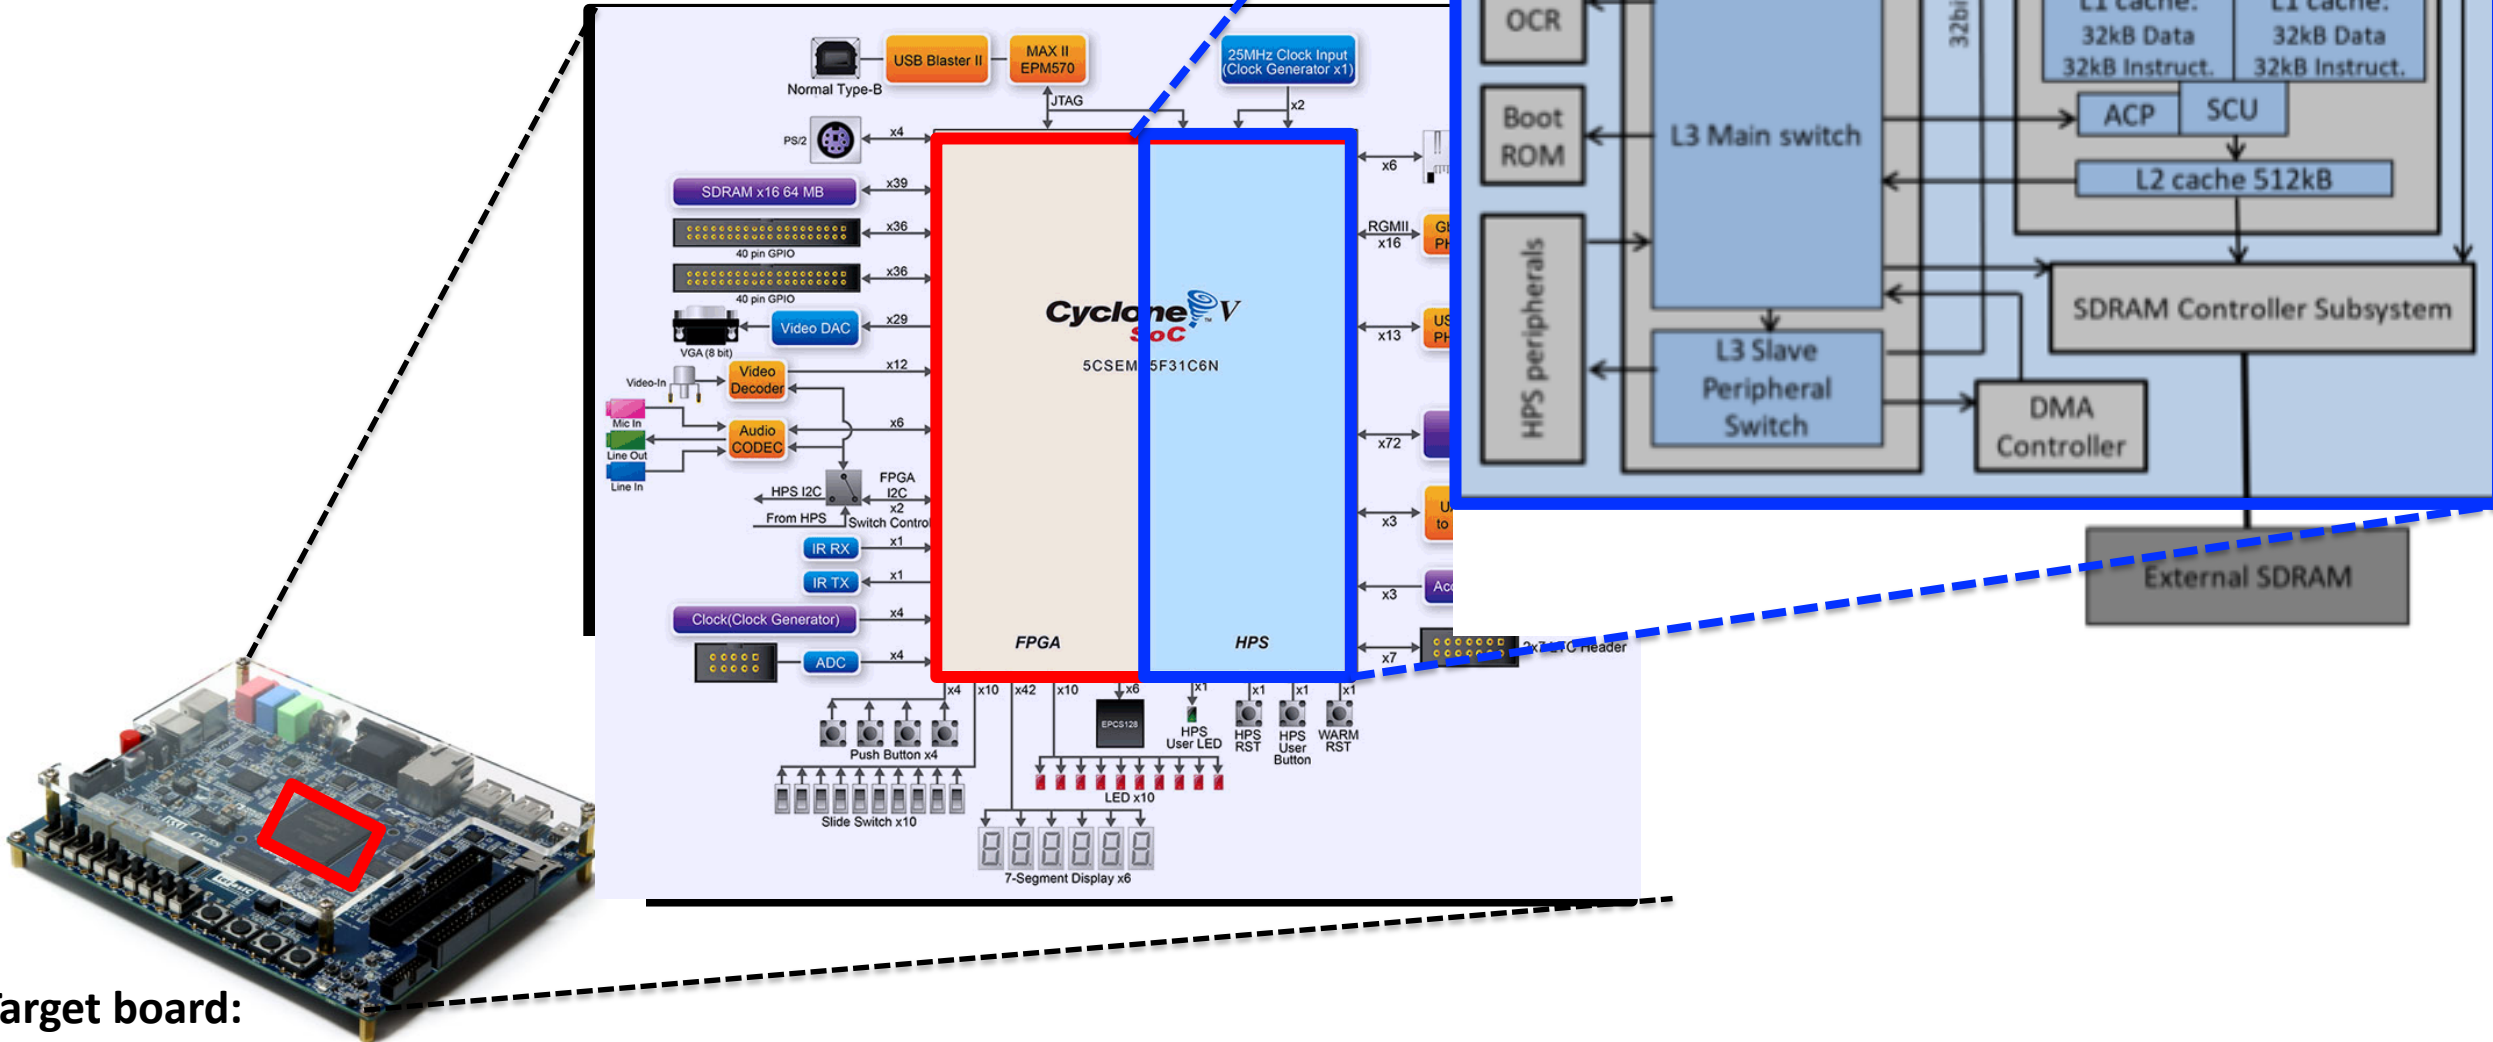 Normal Type-B
USB Blaster II
MAX II
EPM570
JTAG
25MHz Clock Input
(Clock Generator x1)
x2
PS/2
x4
SDRAM x16 64 MB
x39
x36
40 pin GPIO
x36
40 pin GPIO
VGA (8 bit)
Video DAC
x29
Video-In
Video
Decoder
x12
Mic In
Line Out
Line In
Audio
CODEC
x6
HPS I2C
FPGA
I2C
x2
From HPS
Switch Control
IR RX
x1
IR TX
x1
Clock(Clock Generator)
x4
ADC
x4
Cyclone V
SoC
5CSEM 5F31C6N
FPGA
HPS
x6
RGMII
x16
x13
x72
x3
to
x3
x7
Header
x4
x10
x42
x10
x6
x1
x1
x1
x1
Push Button x4
Slide Switch x10
7-Segment Display x6
LED x10
EPCS128
HPS
User LED
HPS
RST
HPS
User
Button
WARM
RST
OCR
Boot
ROM
HPS peripherals
L3 Main switch
L3 Slave
Peripheral
Switch
L1 cache:
32kB Data
32kB Instruct.
L1 cache:
32kB Data
32kB Instruct.
ACP
SCU
L2 cache 512kB
SDRAM Controller Subsystem
DMA
Controller
External SDRAM
board: